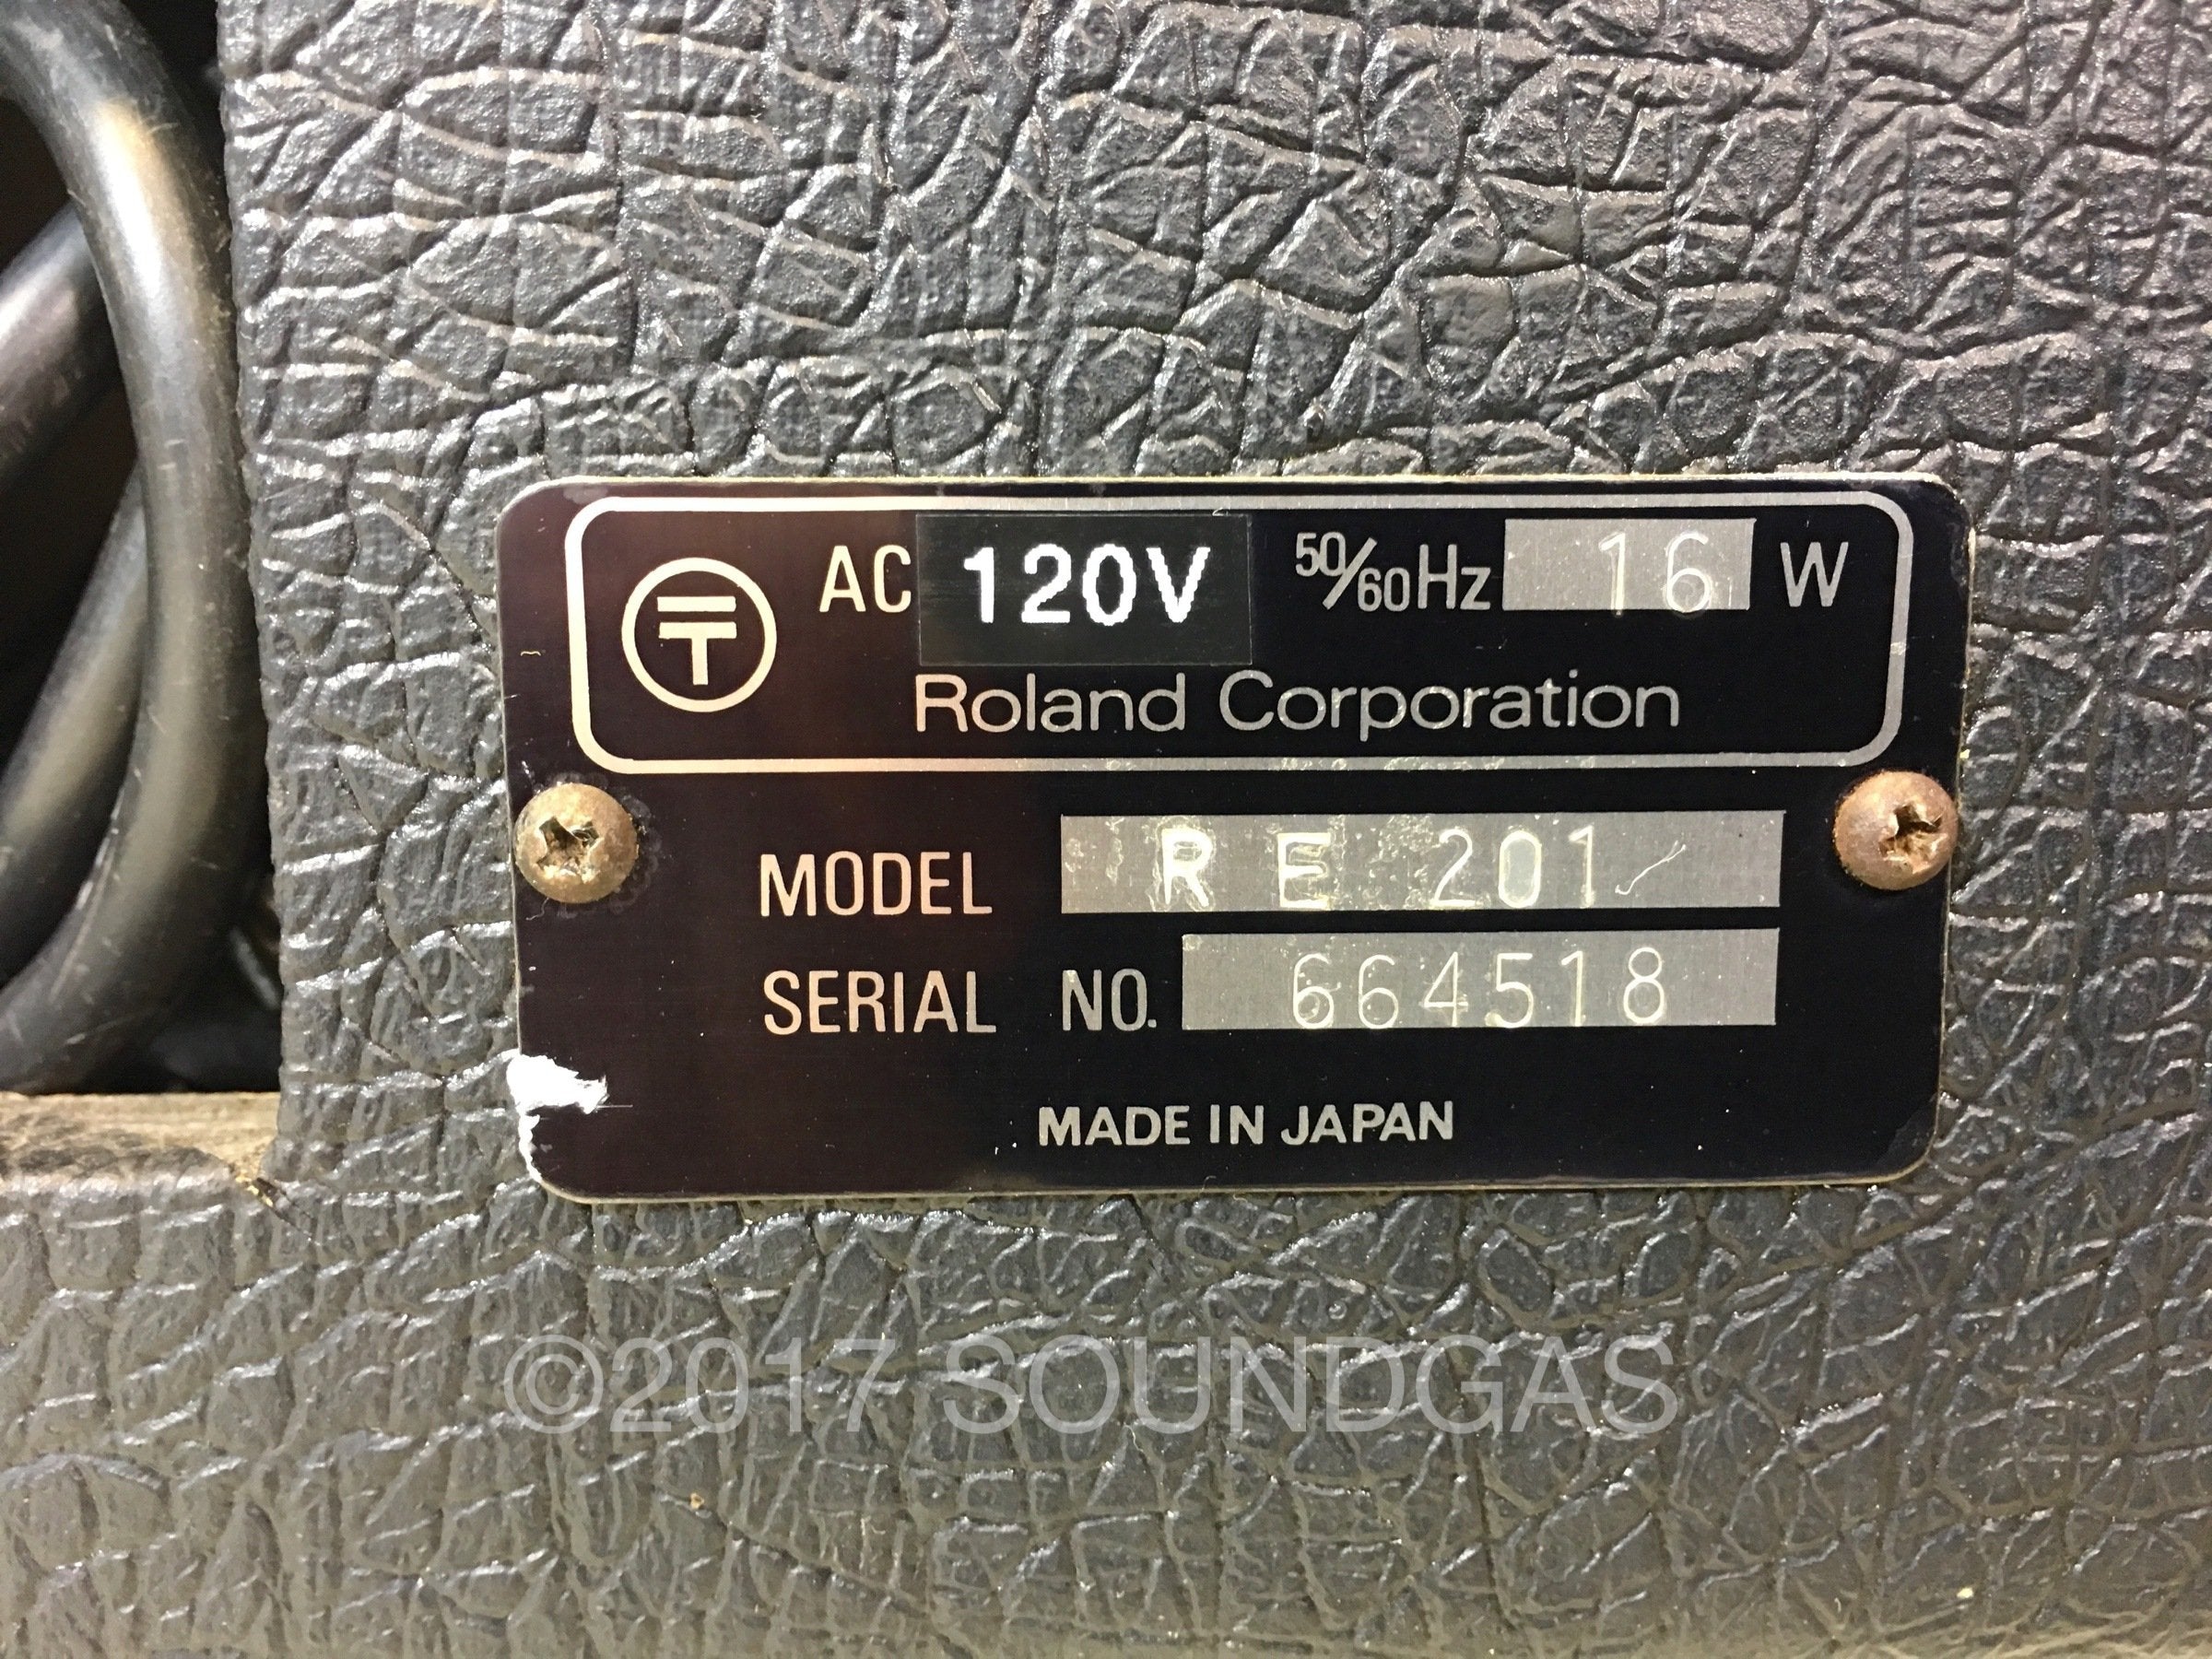 〒 AC 120V 50/60Hz 16 W
Roland Corporation
MODEL RE 201
SERIAL NO. 664518
MADE IN JAPAN
©2017 SOUNDGAS